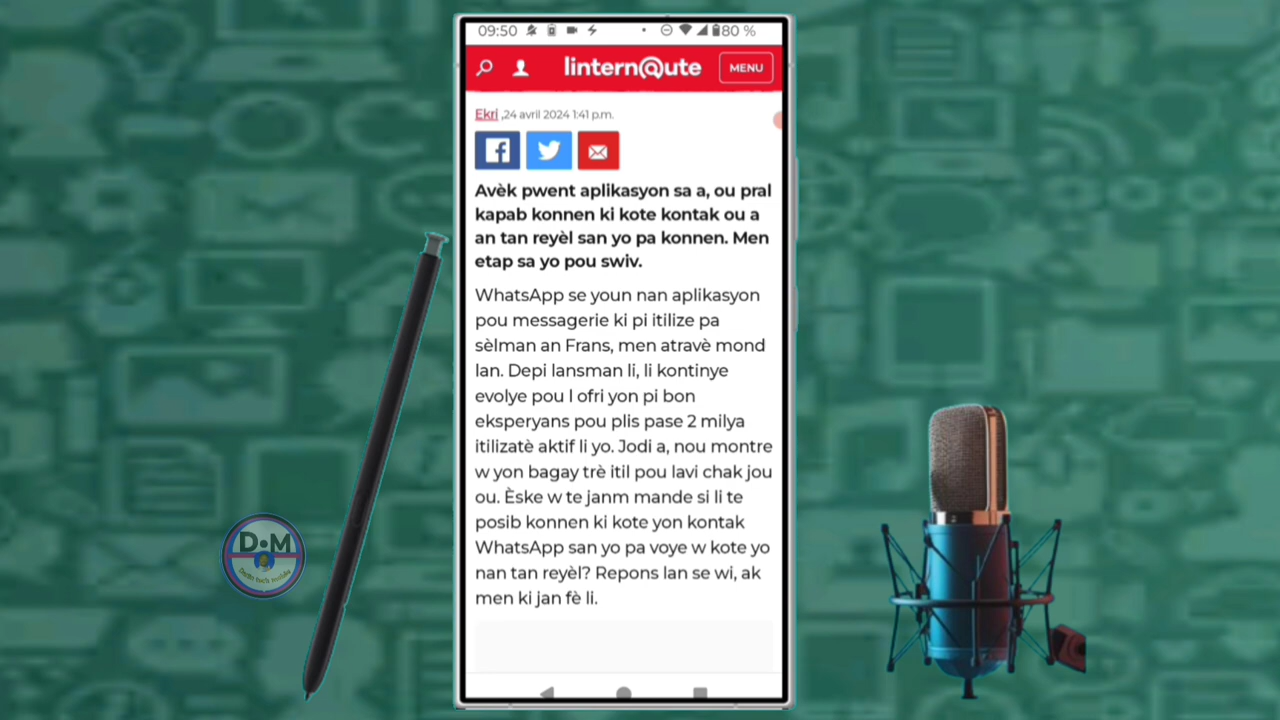 09:50
80 %
lintern@ute
MENU
Ekri ,24 avril 2024 1:41 p.m.
Avèk pwent aplikasyon sa a, ou pral
kapab konnen ki kote kontak ou a
an tan reyèl san yo pa konnen. Men
etap sa yo pou swiv.
WhatsApp se youn nan aplikasyon
pou messagerie ki pi itilize pa
sèlman an Frans, men atravè mond
lan. Depi lansman li, li kontinye
evolye pou l ofri yon pi bon
eksperyans pou plis pase 2 milya
itilizatè aktif li yo. Jodi a, nou montre
w yon bagay trè itil pou lavi chak jou
ou. Èske w te janm mande si li te
posib konnen ki kote yon kontak
WhatsApp san yo pa voye w kote yo
nan tan reyèl? Repons lan se wi, ak
men ki jan fè li.
D•M